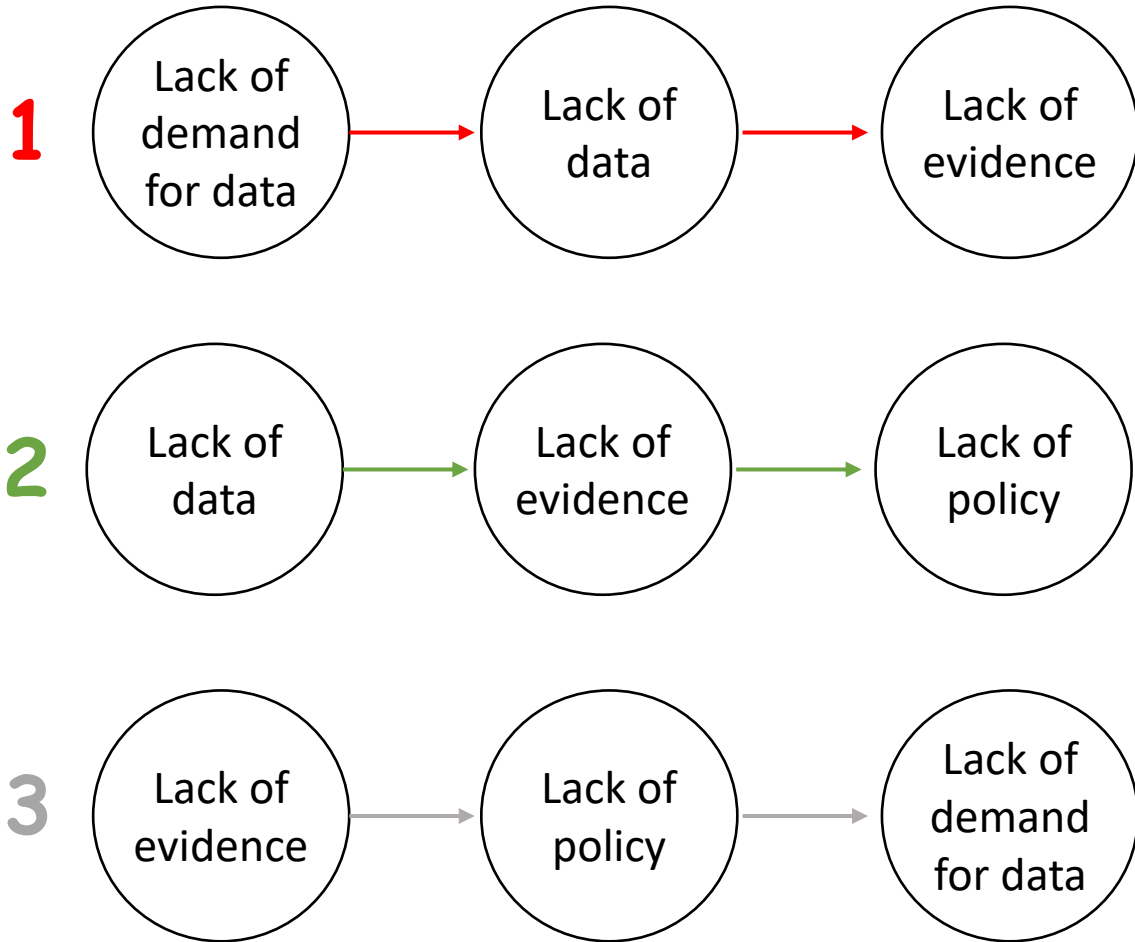 1
Lack of
demand
for data
Lack of
data
Lack of
evidence
2
Lack of
data
Lack of
evidence
Lack of
policy
3
Lack of
evidence
Lack of
policy
Lack of
demand
for data